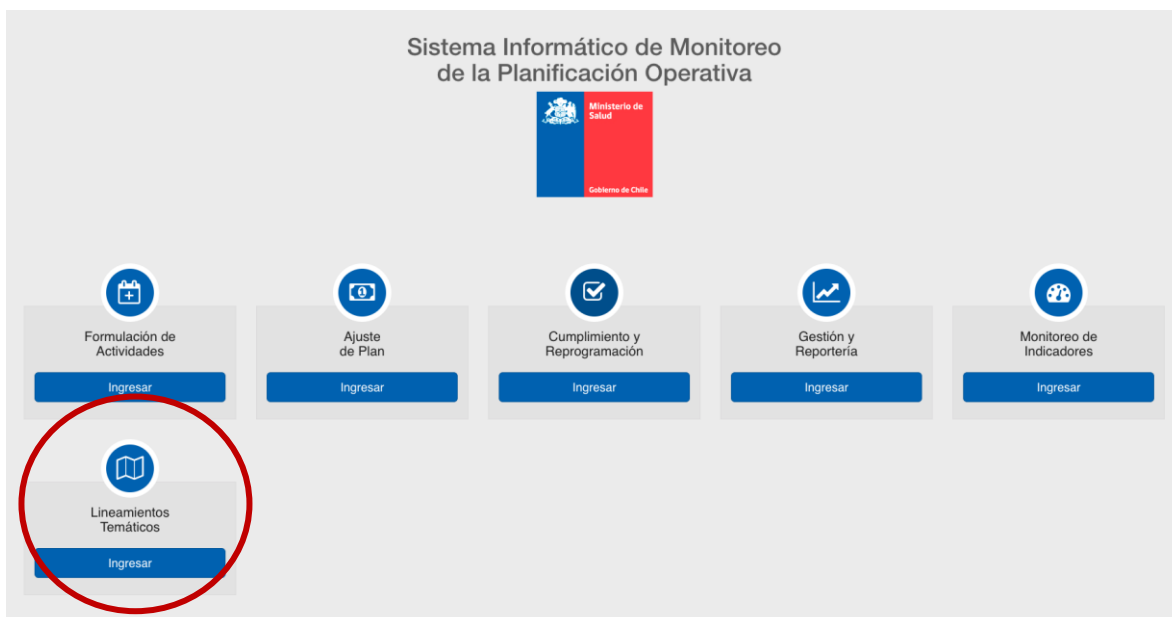 Sistema Informático de Monitoreo
de la Planificación Operativa
Ministerio de
Salud
Gobierno de Chile
Formulación de
Actividades
Ingresar
Ajuste
de Plan
Ingresar
Cumplimiento y
Reprogramación
Ingresar
Gestión y
Reportería
Ingresar
Monitoreo de
Indicadores
Ingresar
Lineamientos
Temáticos
Ingresar